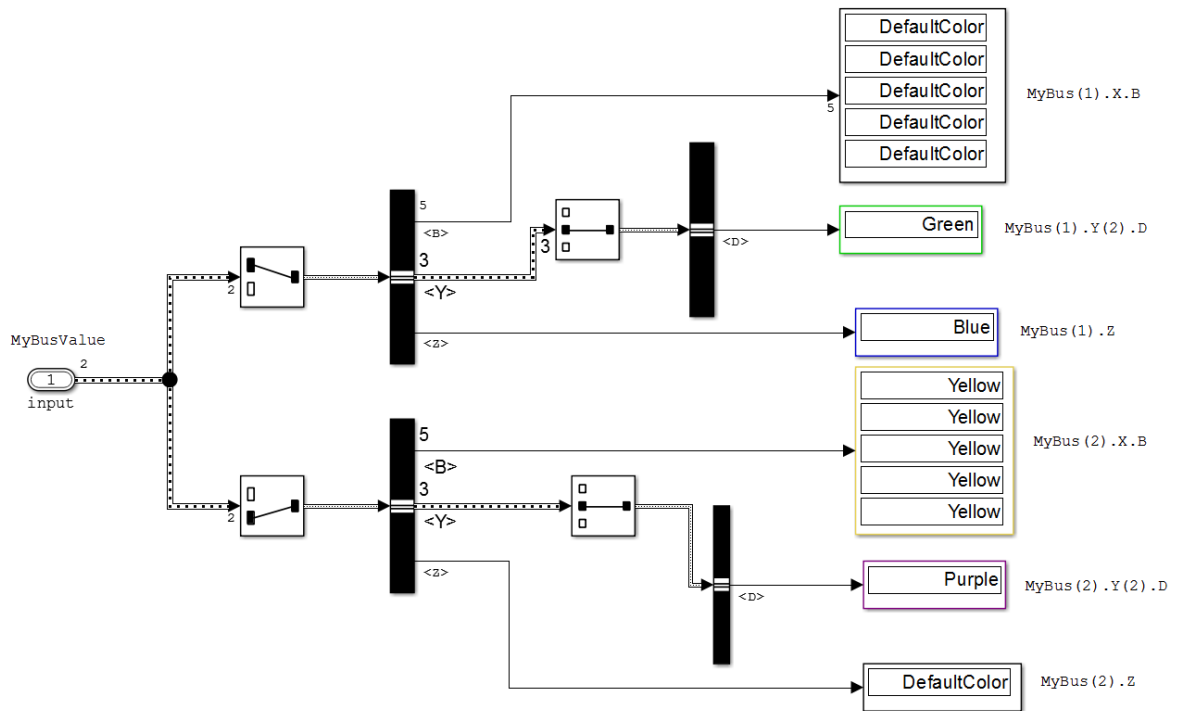 DefaultColor
DefaultColor
DefaultColor
DefaultColor
DefaultColor
5
MyBus(1).X.B
5
<B>
3
<Y>
3
<D>
Green
MyBus(1).Y(2).D
2
<Z>
Blue
MyBus(1).Z
MyBusValue
2
1
input
Yellow
Yellow
Yellow
Yellow
Yellow
MyBus(2).X.B
5
<B>
3
<Y>
2
<Z>
<D>
Purple
MyBus(2).Y(2).D
DefaultColor
MyBus(2).Z